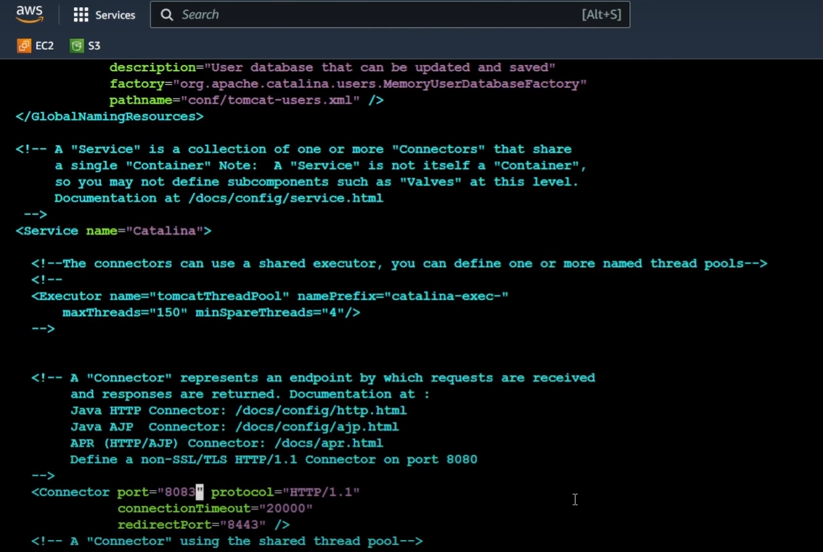 aws Services Search [Alt+S]
EC2 S3
description="User database that can be updated and saved"
factory="org.apache.catalina.users.MemoryUserDatabaseFactory"
pathname="conf/tomcat-users.xml" />
</GlobalNamingResources>
<!-- A "Service" is a collection of one or more "Connectors" that share
a single "Container" Note:  A "Service" is not itself a "Container",
so you may not define subcomponents such as "Valves" at this level.
Documentation at /docs/config/service.html
-->
<Service name="Catalina">
<!--The connectors can use a shared executor, you can define one or more named thread pools-->
<!--
<Executor name="tomcatThreadPool" namePrefix="catalina-exec-"
maxThreads="150" minSpareThreads="4"/>
-->
<!-- A "Connector" represents an endpoint by which requests are received
and responses are returned. Documentation at :
Java HTTP Connector: /docs/config/http.html
Java AJP  Connector: /docs/config/ajp.html
APR (HTTP/AJP) Connector: /docs/apr.html
Define a non-SSL/TLS HTTP/1.1 Connector on port 8080
-->
<Connector port="8083" protocol="HTTP/1.1"
connectionTimeout="20000"
redirectPort="8443" />
<!-- A "Connector" using the shared thread pool-->